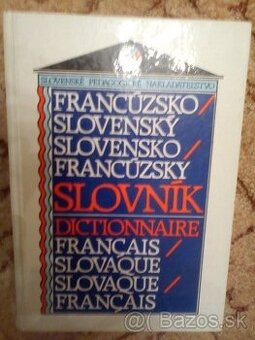 SLOVENSKÉ PEDAGOGICKÉ NAKLADATEĽSTVO
FRANCÚZSKO/
SLOVENSKÝ
SLOVENSKO/
FRANCÚZSKY
SLOVNÍK
DICTIONNAIRE
FRANÇAIS/
SLOVAQUE
SLOVAQUE/
FRANÇAIS
Bazos.sk